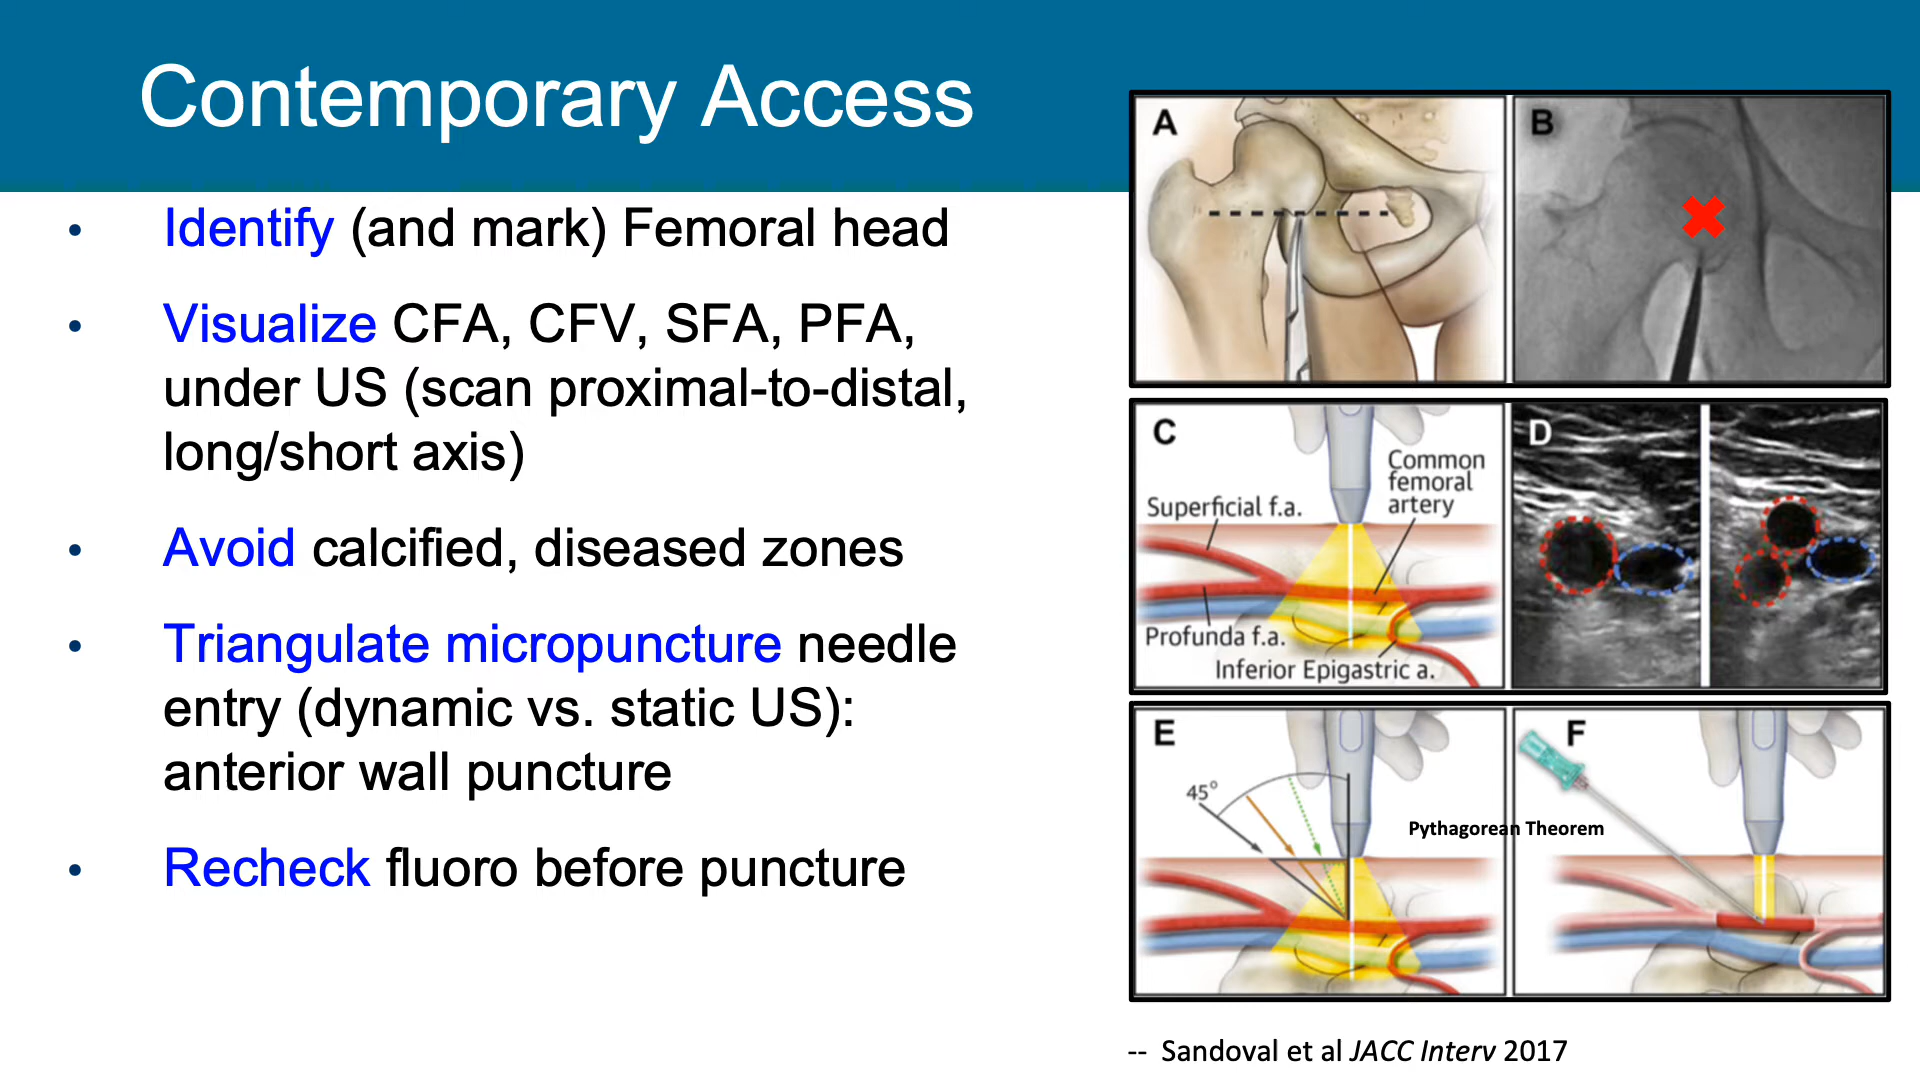 Contemporary Access
• Identify (and mark) Femoral head
• Visualize CFA, CFV, SFA, PFA,
under US (scan proximal-to-distal,
long/short axis)
• Avoid calcified, diseased zones
• Triangulate micropuncture needle
entry (dynamic vs. static US):
anterior wall puncture
• Recheck fluoro before puncture
A
B
C
Common
femoral
artery
Superficial f.a.
Profunda f.a.
Inferior Epigastric a.
D
E
45°
F
Pythagorean Theorem
-- Sandoval et al JACC Interv 2017